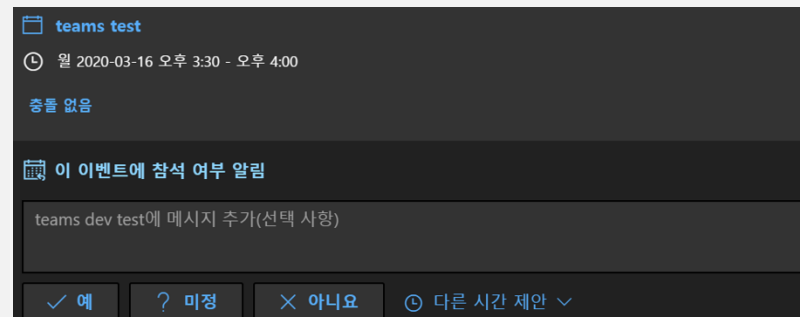 teams test
월 2020-03-16 오후 3:30 - 오후 4:00
충돌 없음
이 이벤트에 참석 여부 알림
teams dev test에 메시지 추가(선택 사항)
예 미정 아니요 다른 시간 제안